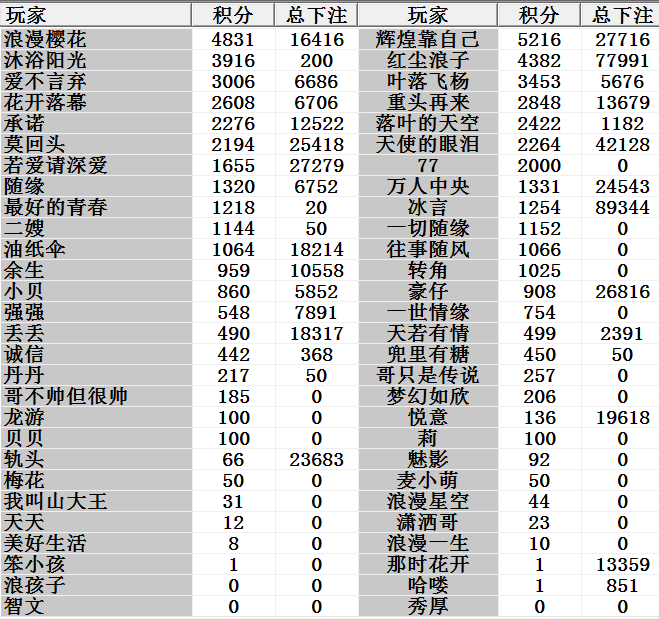 玩家 积分 总下注 玩家 积分 总下注
浪漫樱花 4831 16416 辉煌靠自己 5216 27716
沐浴阳光 3916 200 红尘浪子 4382 77991
爱不言弃 3006 6686 叶落飞杨 3453 5676
花开落幕 2608 6706 重头再来 2848 13679
承诺 2276 12522 落叶的天空 2422 1182
莫回头 2194 25418 天使的眼泪 2264 42128
若爱请深爱 1655 27279 77 2000 0
随缘 1320 6752 万人中央 1331 24543
最好的青春 1218 20 冰言 1254 89344
二嫂 1144 50 一切随缘 1152 0
油纸伞 1064 18214 往事随风 1066 0
余生 959 10558 转角 1025 0
小贝 860 5852 豪仔 908 26816
强强 548 7891 一世情缘 754 0
丢丢 490 18317 天若有情 499 2391
诚信 442 368 兜里有糖 450 50
丹丹 217 50 哥只是传说 257 0
哥不帅但很帅 185 0 梦幻如欣 206 0
龙游 100 0 悦意 136 19618
贝贝 100 0 莉 100 0
轨头 66 23683 魅影 92 0
梅花 50 0 麦小萌 50 0
我叫山大王 31 0 浪漫星空 44 0
天天 12 0 潇洒哥 23 0
美好生活 8 0 浪漫一生 10 0
笨小孩 1 0 那时花开 1 13359
浪孩子 0 0 哈喽 1 851
智文 0 0 秀厚 0 0